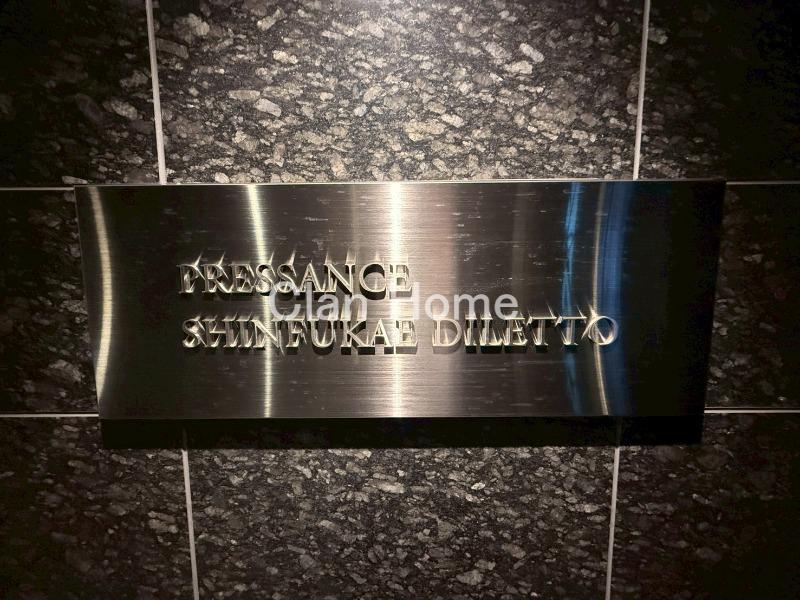 PRESSANCE
Clan Home
SHINFUKAE DILETTO